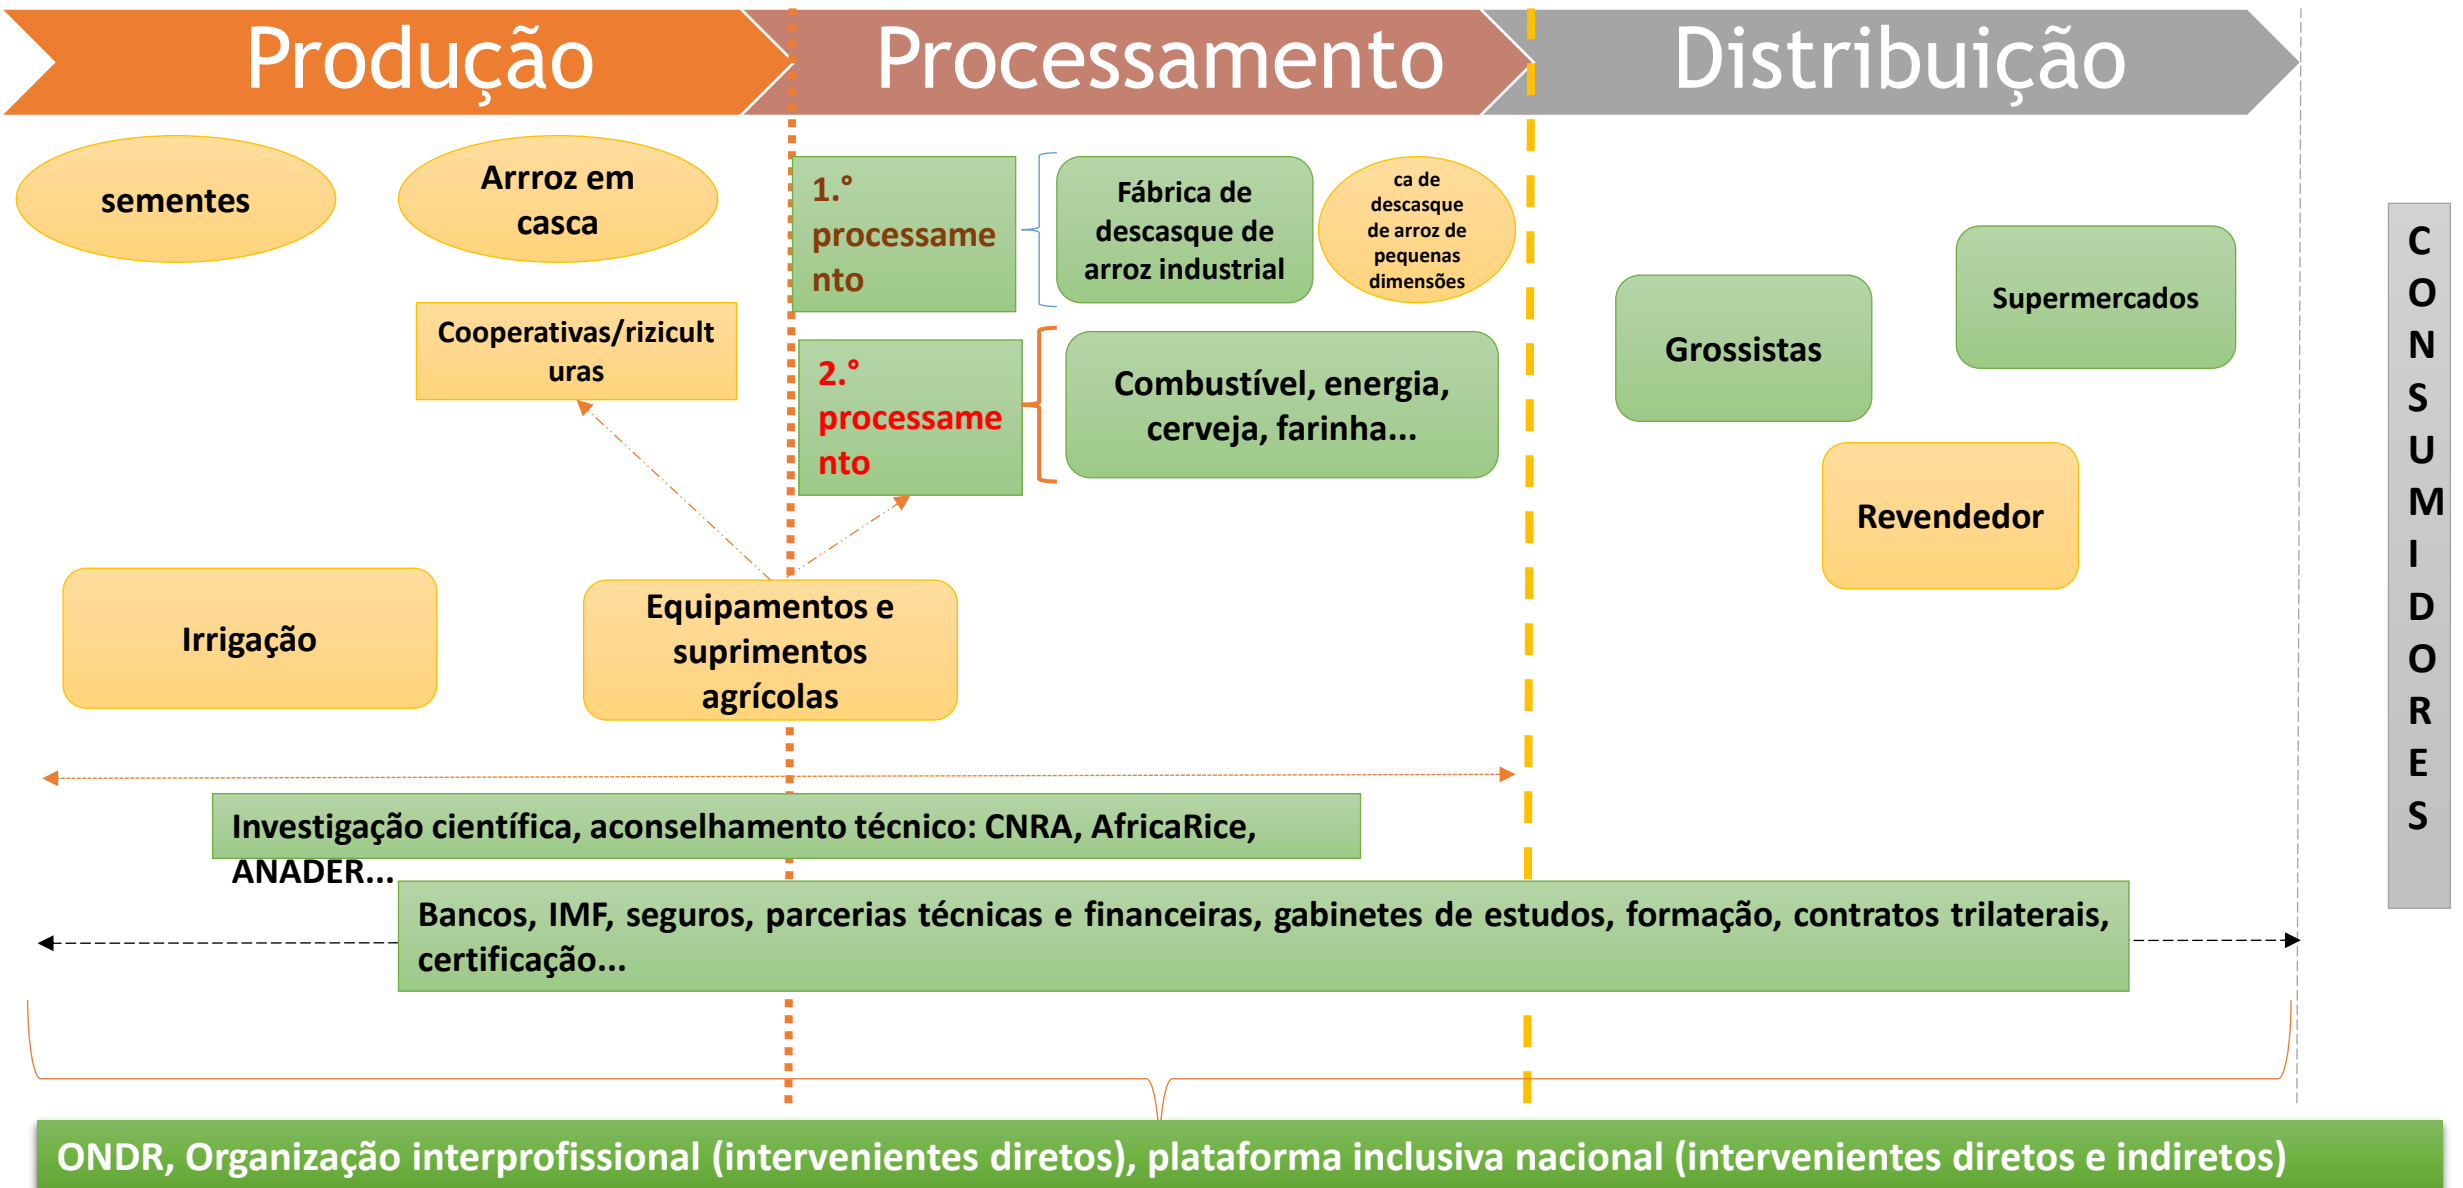 Produção
Processamento
Distribuição
sementes
Arrroz em
casca
Cooperativas/rizicult
uras
Irrigação
Equipamentos e
suprimentos
agrícolas
1.°
processame
nto
Fábrica de
descasque de
arroz industrial
ca de
descasque
de arroz de
pequenas
dimensões
2.°
processame
nto
Combustível, energia,
cerveja, farinha...
Grossistas
Supermercados
Revendedor
C
O
N
S
U
M
I
D
O
R
E
S
Investigação científica, aconselhamento técnico: CNRA, AfricaRice,
ANADER...
Bancos, IMF, seguros, parcerias técnicas e financeiras, gabinetes de estudos, formação, contratos trilaterais,
certificação...
ONDR, Organização interprofissional (intervenientes diretos), plataforma inclusiva nacional (intervenientes diretos e indiretos)